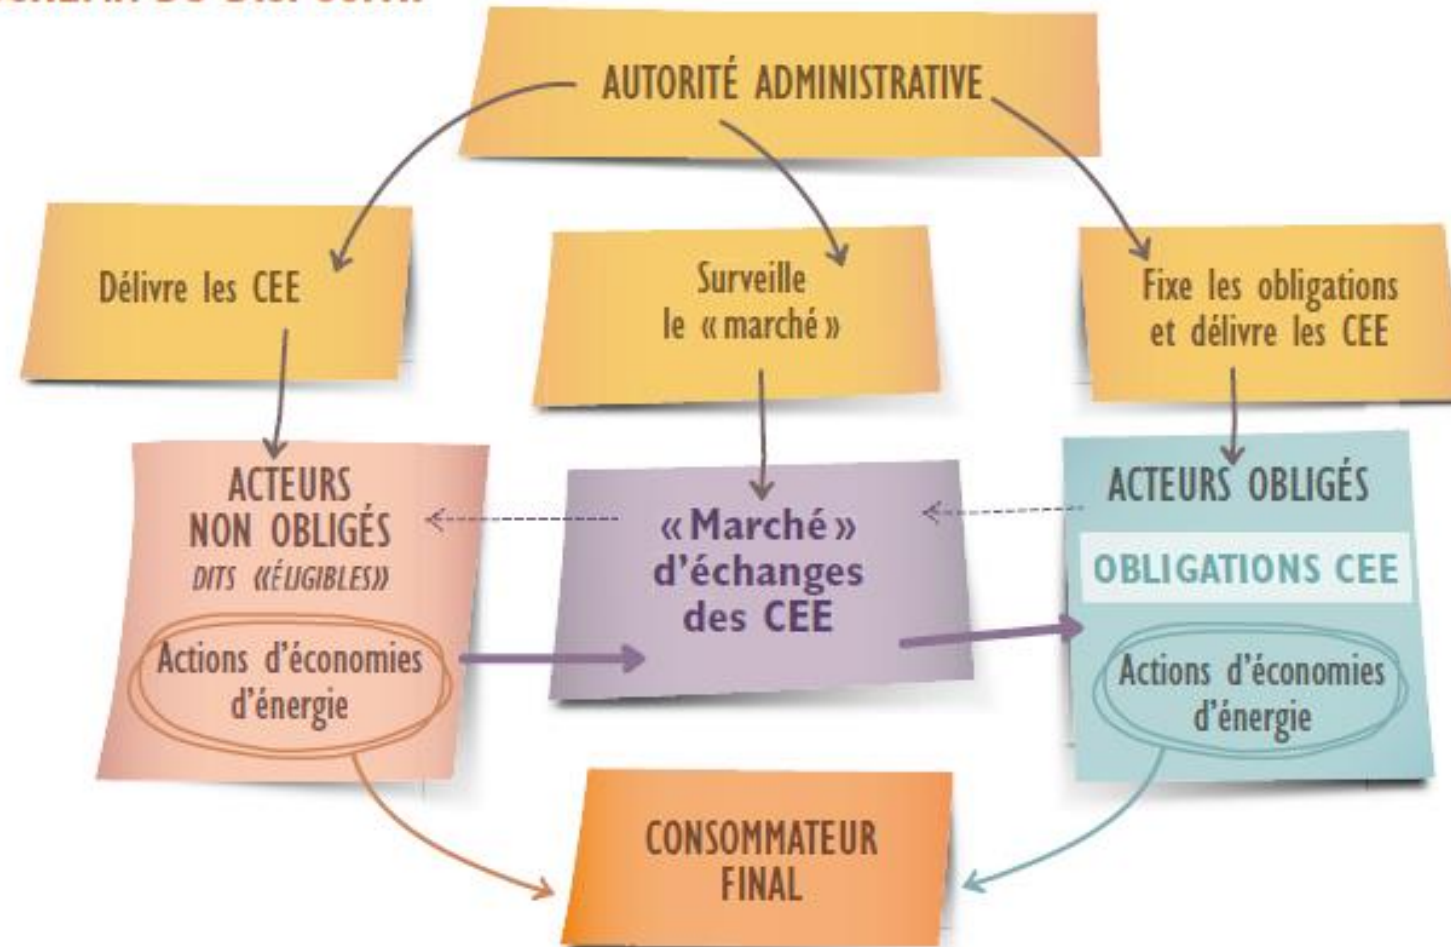 AUTORITÉ ADMINISTRATIVE
Délivre les CEE
Surveille
le « marché »
Fixe les obligations
et délivre les CEE
ACTEURS
NON OBLIGÉS
DITS «ÉLIGIBLES»
Actions d'économies
d'énergie
« Marché »
d'échanges
des CEE
ACTEURS OBLIGÉS
OBLIGATIONS CEE
Actions d'économies
d'énergie
CONSOMMATEUR
FINAL